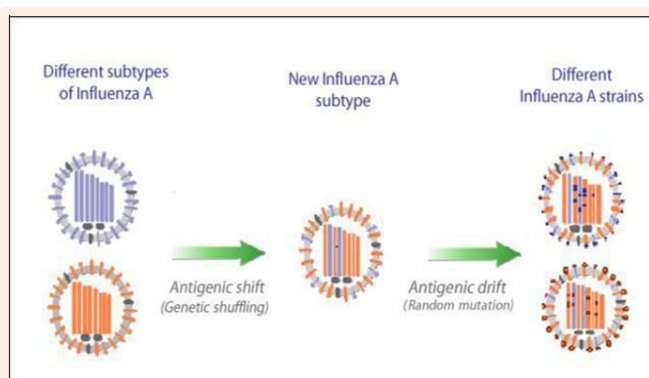 Different subtypes
of Influenza A
New Influenza A
subtype
Different
Influenza A strains
Antigenic shift
(Genetic shuffling)
Antigenic drift
(Random mutation)